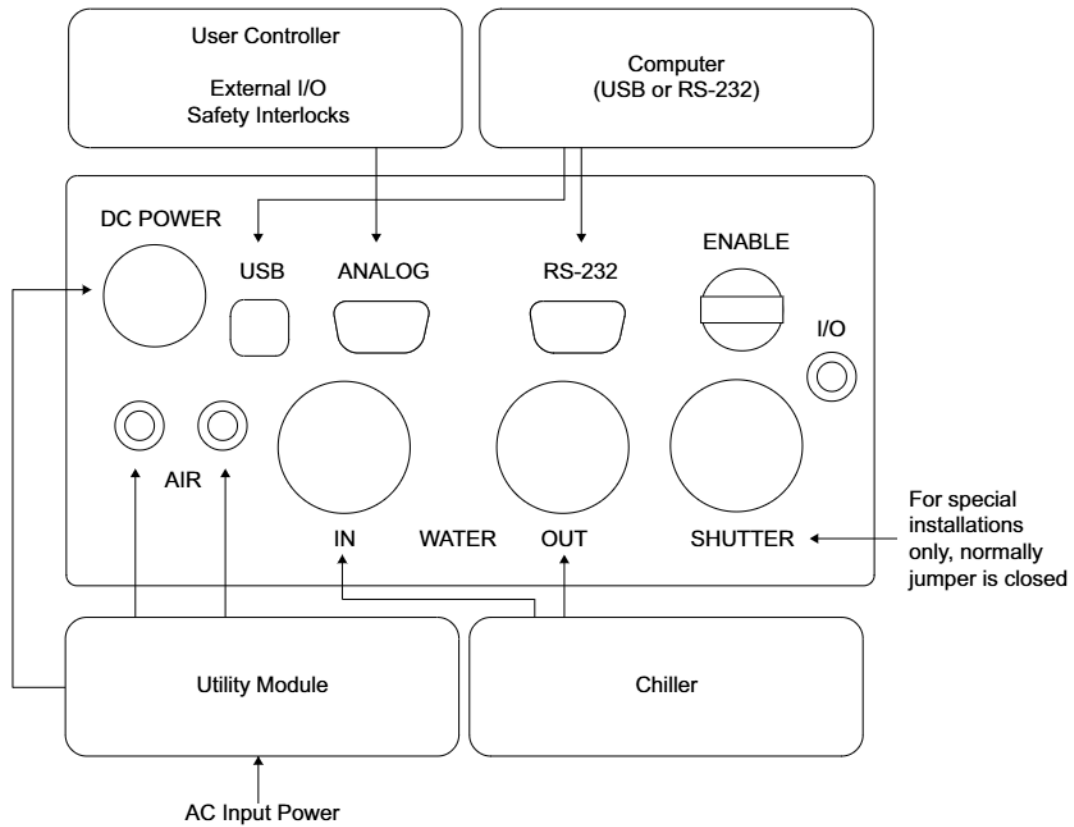 User Controller
External I/O
Safety Interlocks
Computer
(USB or RS-232)
DC POWER
USB
ANALOG
RS-232
ENABLE
I/O
AIR
IN
WATER
OUT
SHUTTER
For special
installations
only, normally
jumper is closed
Utility Module
Chiller
AC Input Power